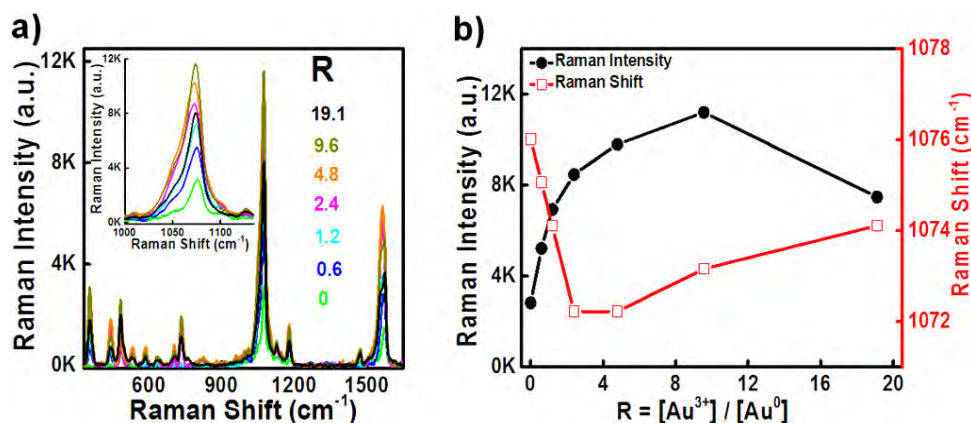 a)
Raman Intensity (a.u.)
12K
8K
4K
0K
600
900
1200
1500
Raman Shift (cm⁻¹)
Raman Intensity (a.u.)
12K
8K
4K
0K
1000
1050
1100
Raman Shift (cm⁻¹)
R
19.1
9.6
4.8
2.4
1.2
0.6
0
b)
Raman Intensity (a.u.)
12K
8K
4K
0K
Raman Intensity
Raman Shift
0
4
8
12
16
20
R = [Au³⁺] / [Au⁰]
1078
1076
1074
1072
Raman Shift (cm⁻¹)